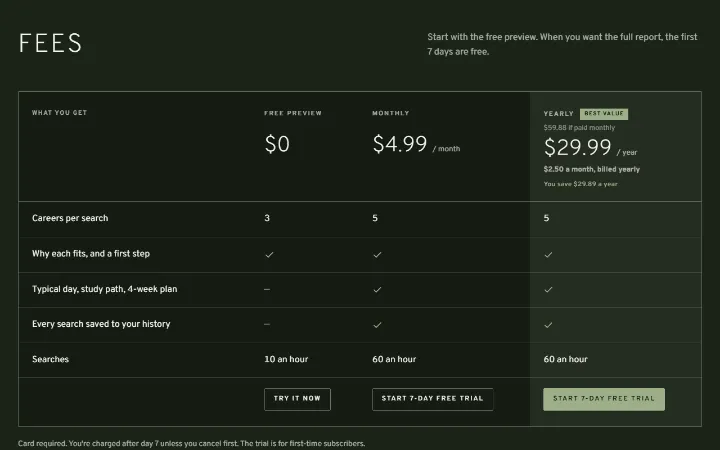 FEES
Start with the free preview. When you want the full report, the first
7 days are free.
WHAT YOU GET
FREE PREVIEW
$0
MONTHLY
$4.99 / month
YEARLY BEST VALUE
$59.88 if paid monthly
$29.99 / year
$2.50 a month, billed yearly
You save $29.89 a year
Careers per search 3 5 5
Why each fits, and a first step ✓ ✓ ✓
Typical day, study path, 4-week plan – ✓ ✓
Every search saved to your history – ✓ ✓
Searches 10 an hour 60 an hour 60 an hour
TRY IT NOW START 7-DAY FREE TRIAL START 7-DAY FREE TRIAL
Card required. You're charged after day 7 unless you cancel first. The trial is for first-time subscribers.